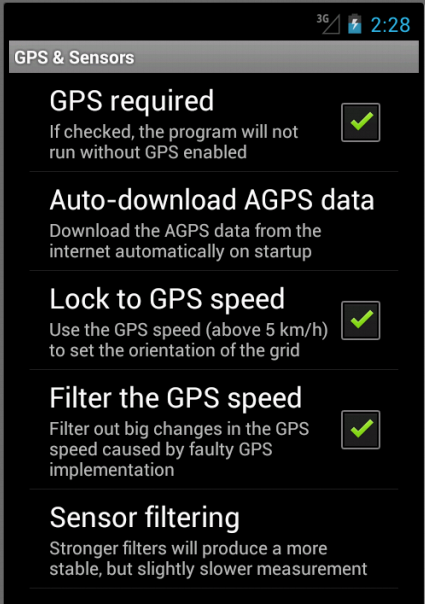 3G 2:28
GPS & Sensors
GPS required
If checked, the program will not
run without GPS enabled
Auto-download AGPS data
Download the AGPS data from the
internet automatically on startup
Lock to GPS speed
Use the GPS speed (above 5 km/h)
to set the orientation of the grid
Filter the GPS speed
Filter out big changes in the GPS
speed caused by faulty GPS
implementation
Sensor filtering
Stronger filters will produce a more
stable, but slightly slower measurement